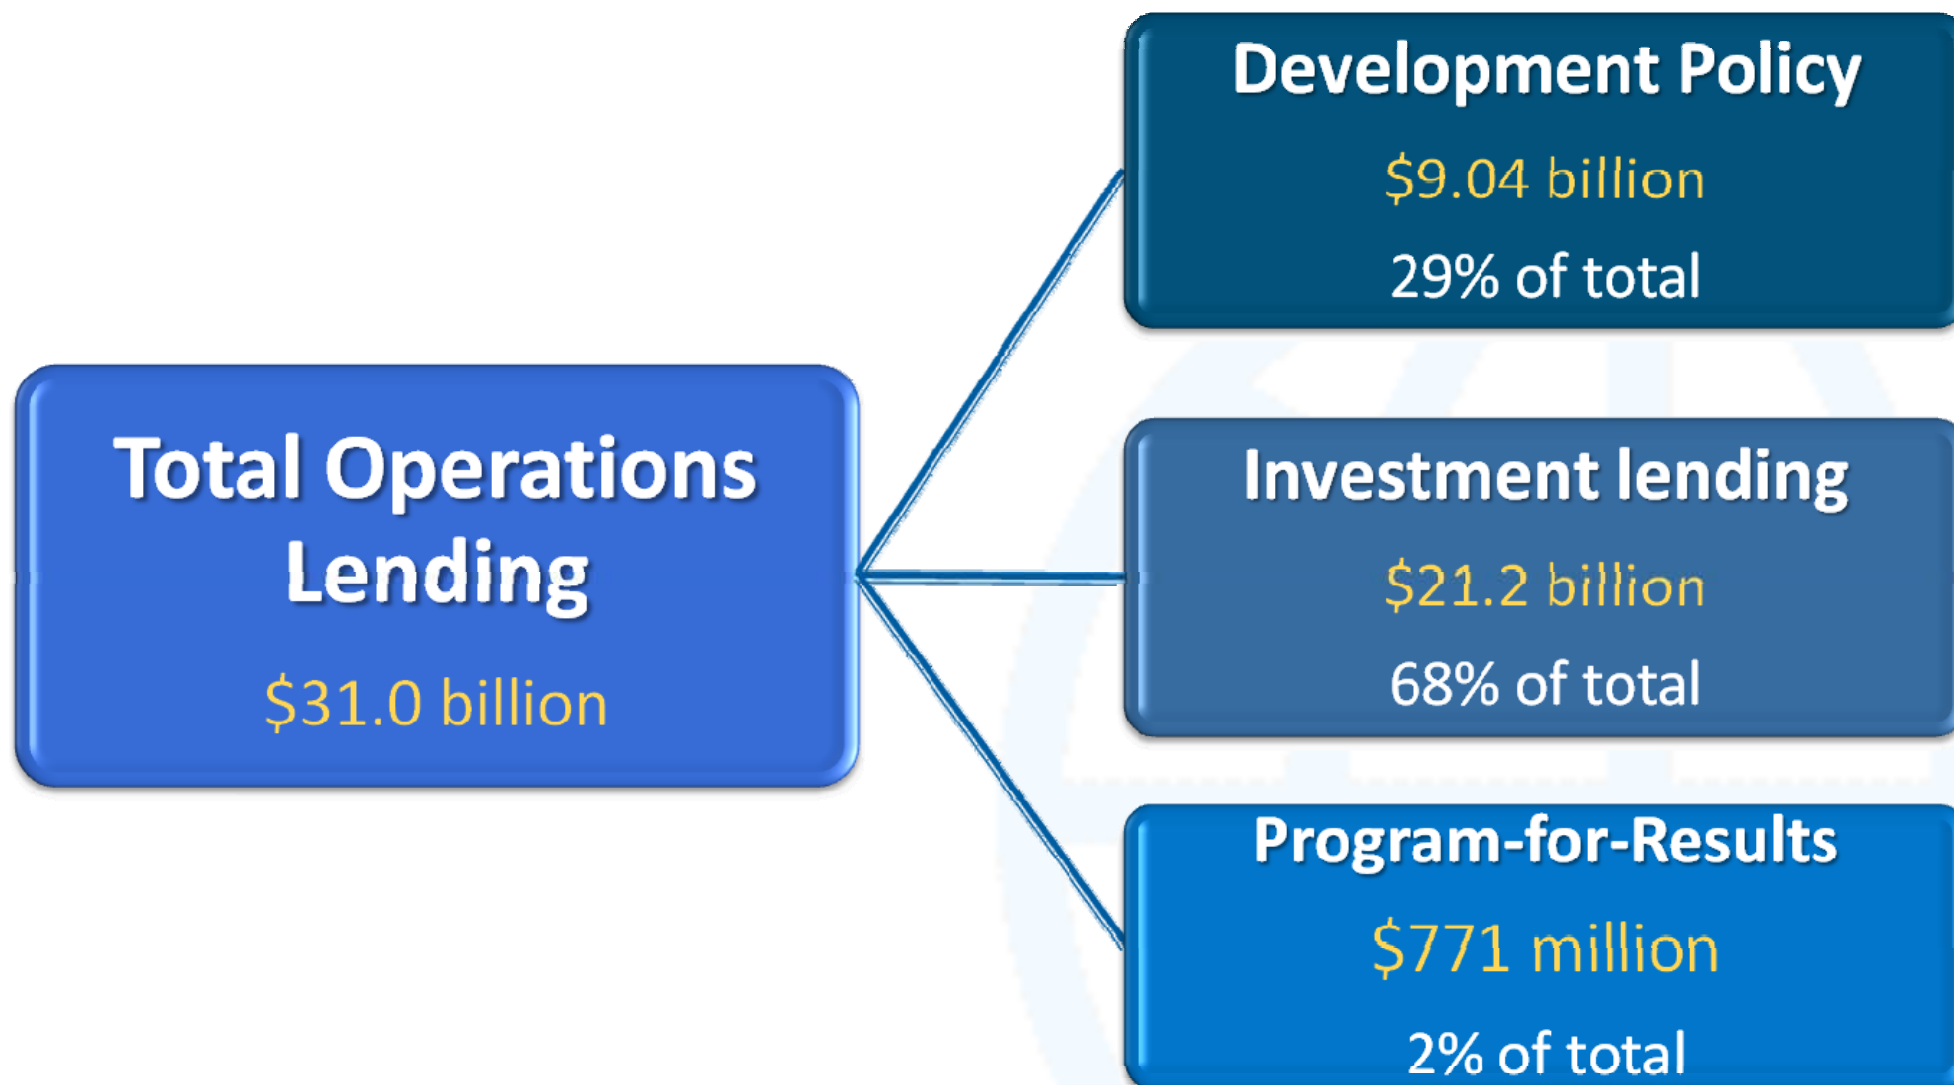 Total Operations
Lending
$31.0 billion
Development Policy
$9.04 billion
29% of total
Investment lending
$21.2 billion
68% of total
Program-for-Results
$771 million
2% of total